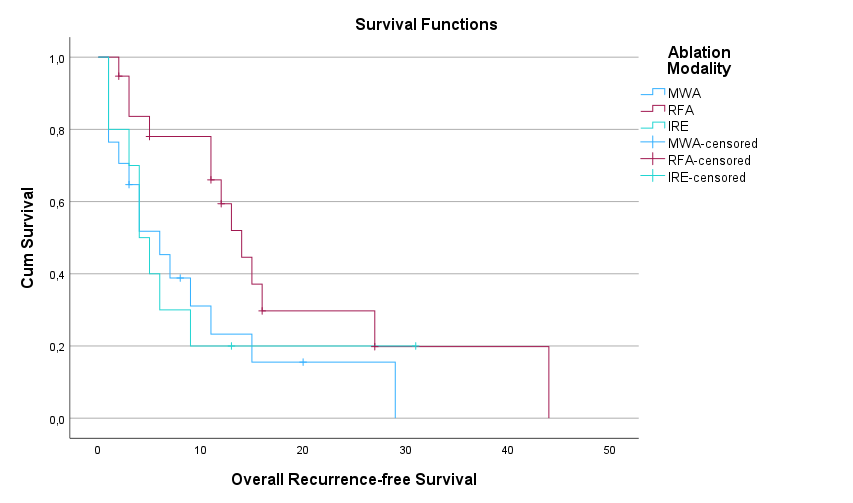 Survival Functions
Cum Survival
1,0
0,8
0,6
0,4
0,2
0,0
0
10
20
30
40
50
Overall Recurrence-free Survival
Ablation
Modality
MWA
RFA
IRE
MWA-censored
RFA-censored
IRE-censored